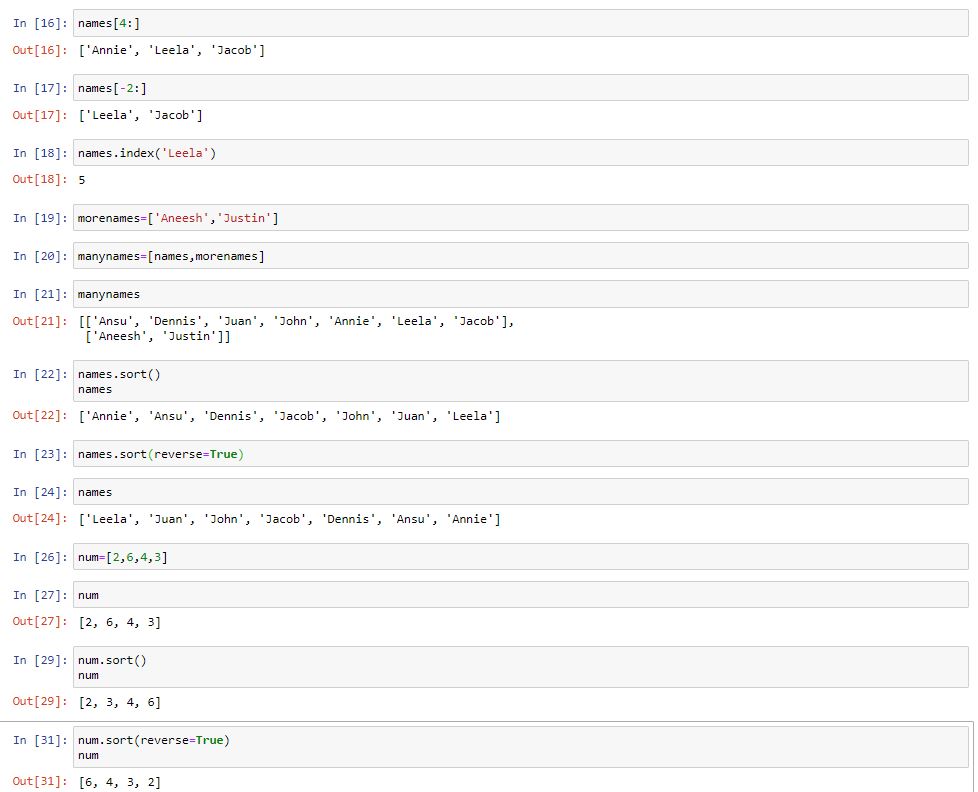 In [16]: names[4:]
Out[16]: ['Annie', 'Leela', 'Jacob']
In [17]: names[-2:]
Out[17]: ['Leela', 'Jacob']
In [18]: names.index('Leela')
Out[18]: 5
In [19]: morenames=['Aneesh','Justin']
In [20]: manynames=[names,morenames]
In [21]: manynames
Out[21]: [['Ansu', 'Dennis', 'Juan', 'John', 'Annie', 'Leela', 'Jacob'],
['Aneesh', 'Justin']]
In [22]: names.sort()
names
Out[22]: ['Annie', 'Ansu', 'Dennis', 'Jacob', 'John', 'Juan', 'Leela']
In [23]: names.sort(reverse=True)
In [24]: names
Out[24]: ['Leela', 'Juan', 'John', 'Jacob', 'Dennis', 'Ansu', 'Annie']
In [26]: num=[2,6,4,3]
In [27]: num
Out[27]: [2, 6, 4, 3]
In [29]: num.sort()
num
Out[29]: [2, 3, 4, 6]
In [31]: num.sort(reverse=True)
num
Out[31]: [6, 4, 3, 2]